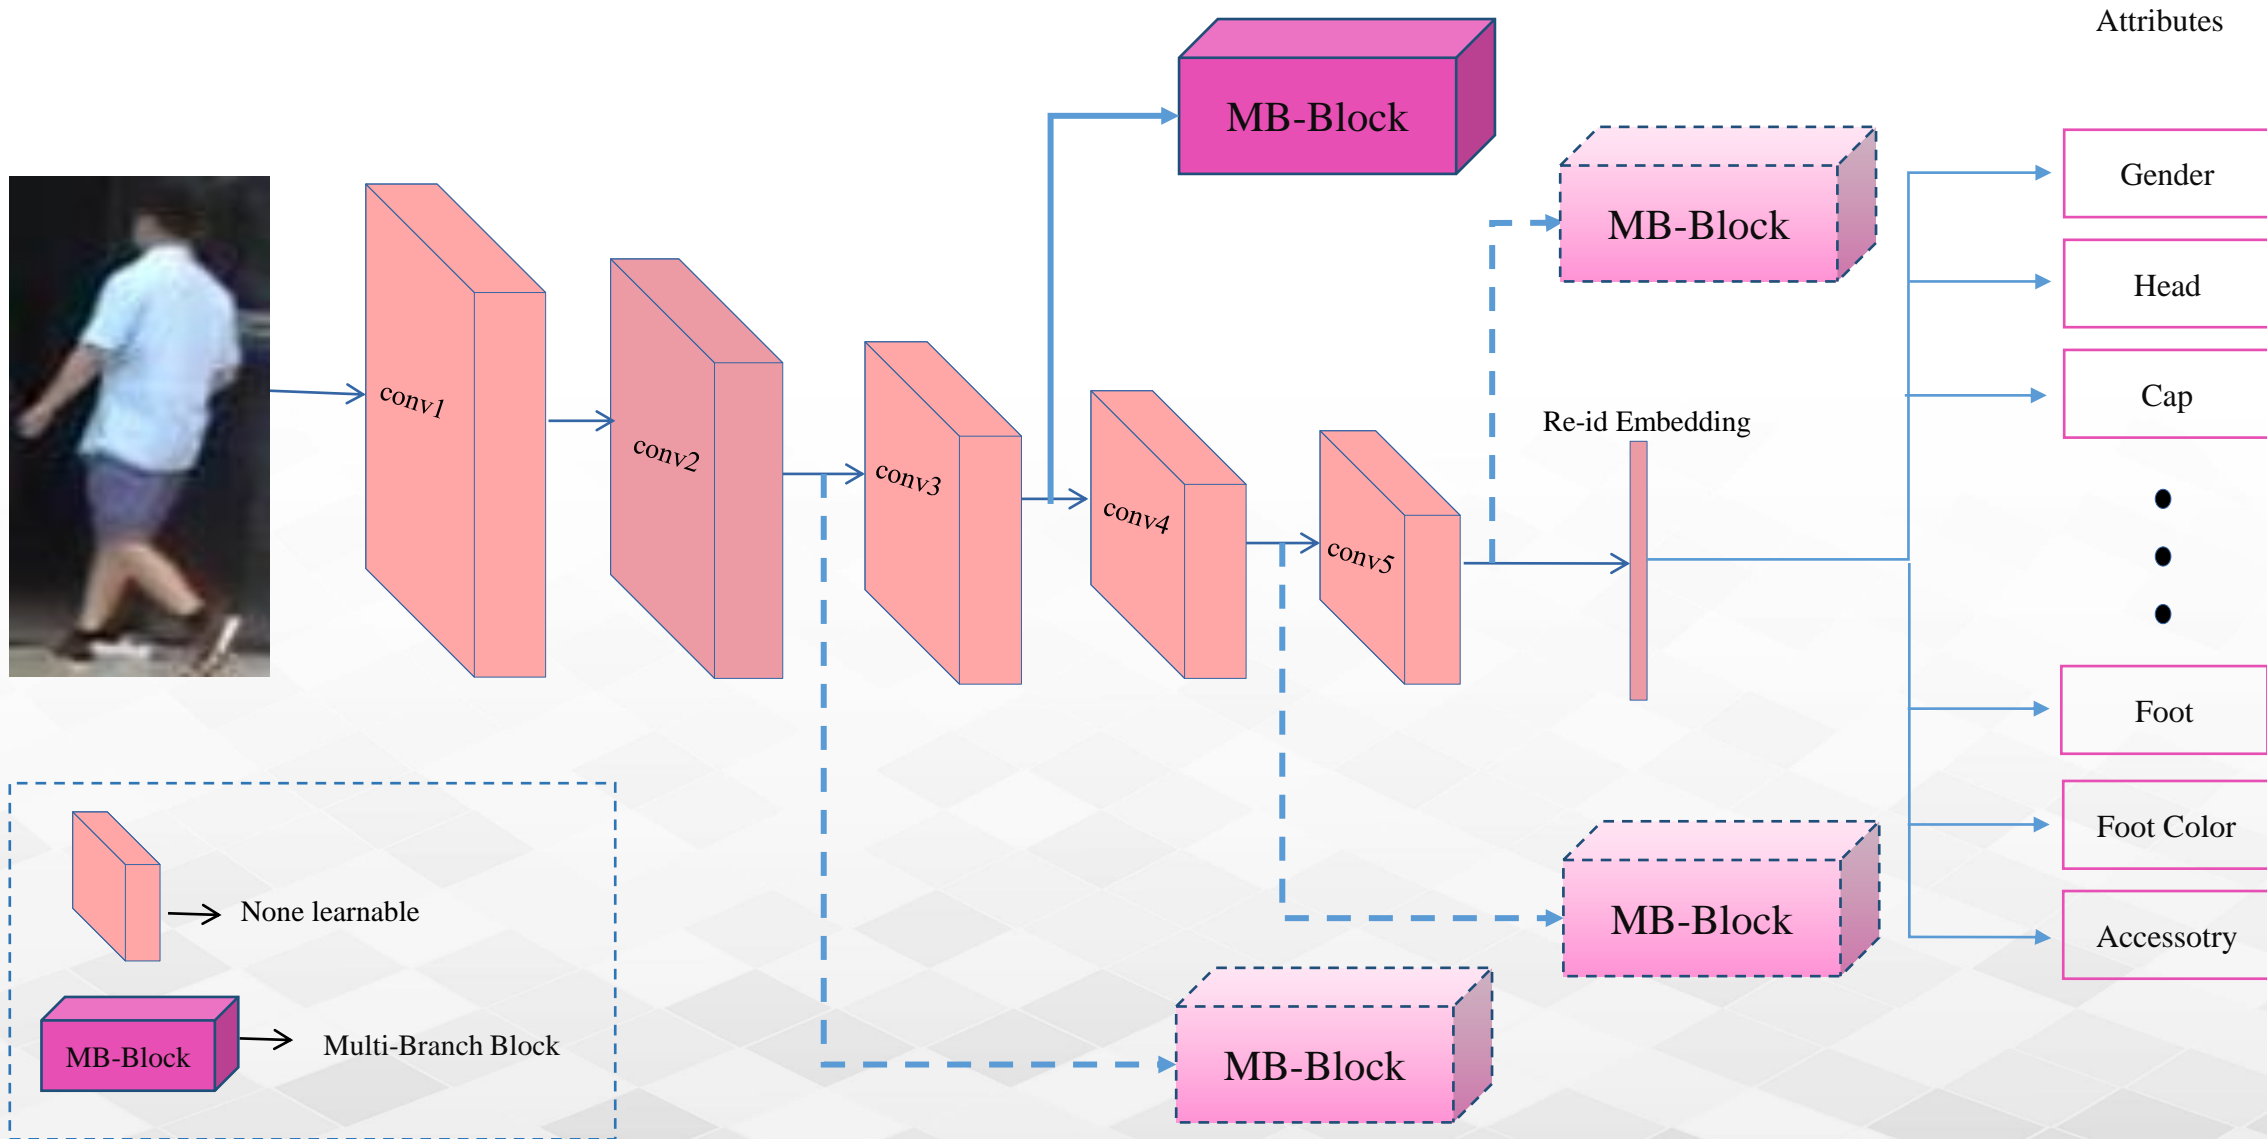 Attributes
MB-Block
MB-Block
Gender
Head
Cap
conv1
conv2
conv3
conv4
conv5
Re-id Embedding
Foot
Foot Color
Accessotry
MB-Block
MB-Block
None learnable
MB-Block
Multi-Branch Block